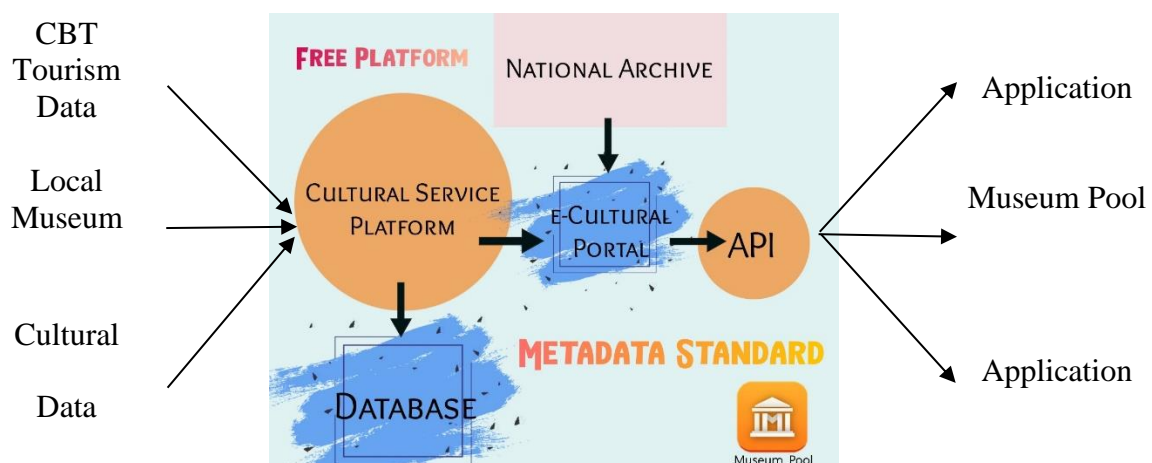 CBT
Tourism
Data
Local
Museum
Cultural
Data
FREE PLATFORM
NATIONAL ARCHIVE
CULTURAL SERVICE
PLATFORM
e-CULTURAL
PORTAL
API
METADATA STANDARD
DATABASE
Museum Pool
Application
Museum Pool
Application